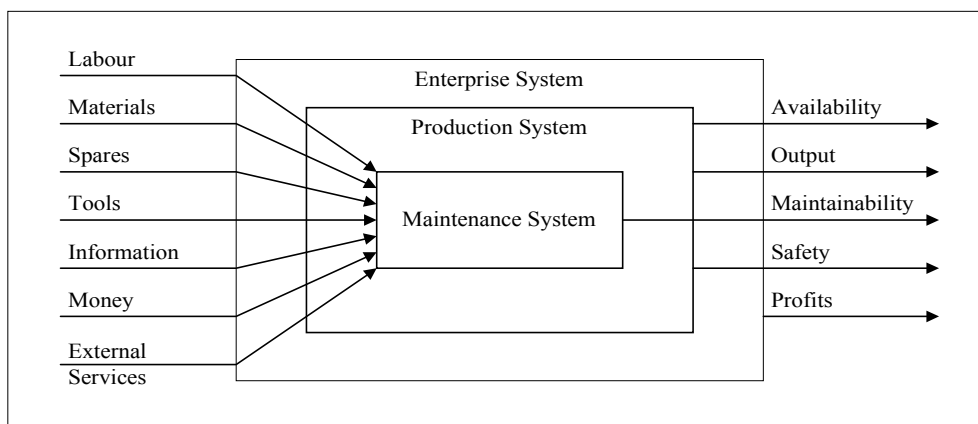 Labour
Materials
Spares
Tools
Information
Money
External
Services
Enterprise System
Production System
Maintenance System
Availability
Output
Maintainability
Safety
Profits